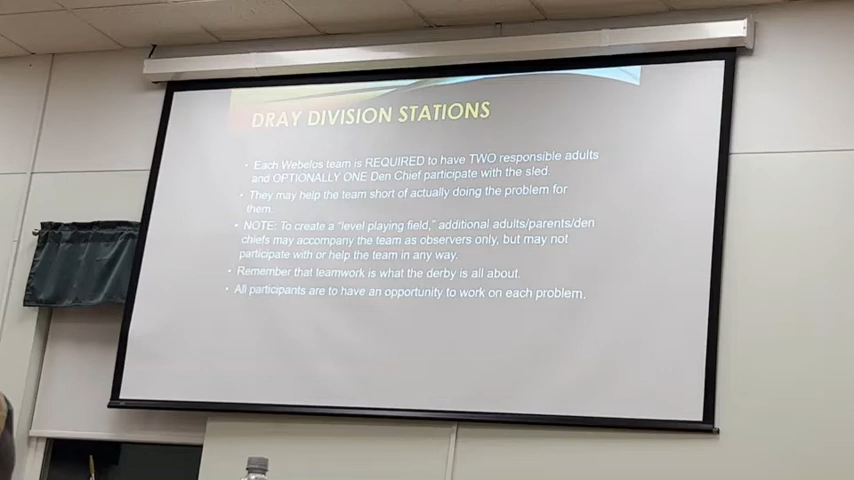 DRAY DIVISION STATIONS
• Each Webelos team is REQUIRED to have TWO responsible adults
and OPTIONALLY ONE Den Chief participate with the sled.
• They may help the team short of actually doing the problem for
them.
• NOTE: To create a "level playing field," additional adults/parents/den
chiefs may accompany the team as observers only, but may not
participate with or help the team in any way.
• Remember that teamwork is what the derby is all about.
• All participants are to have an opportunity to work on each problem.